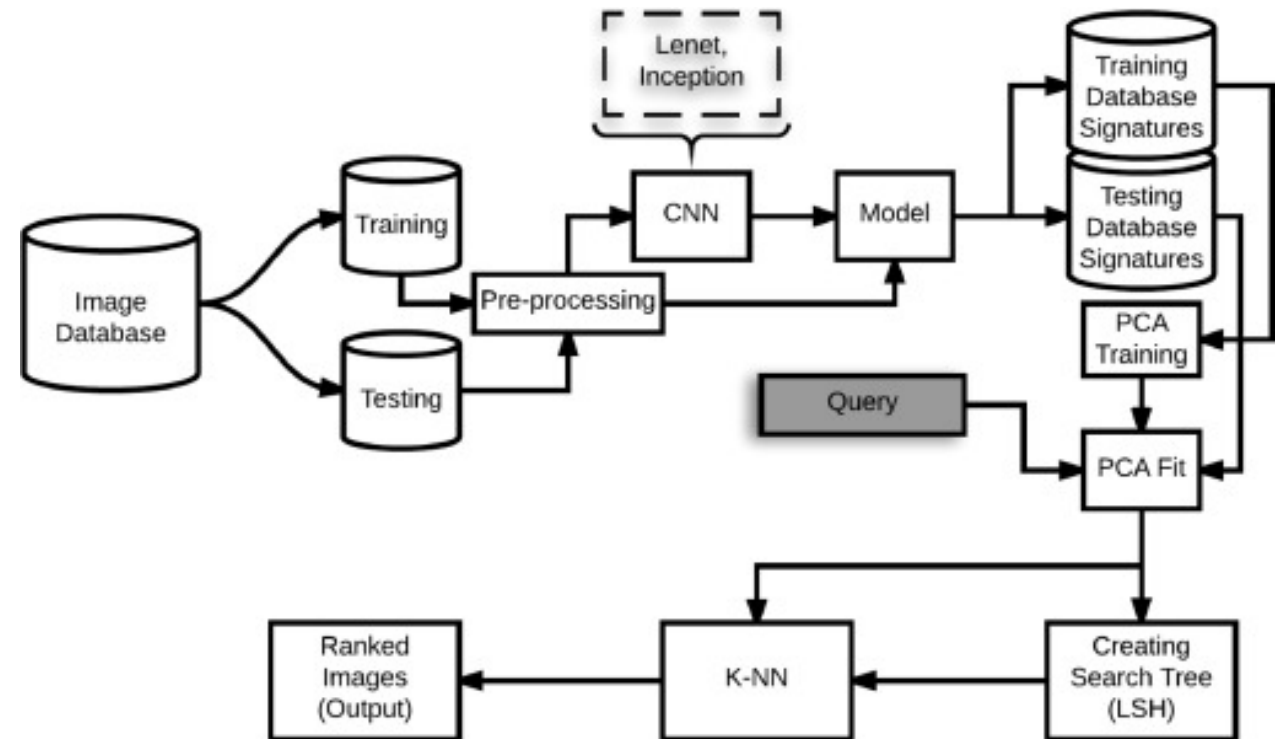 Lenet,
Inception
Training
Database
Signatures
Testing
Database
Signatures
CNN
Model
Training
Image
Database
Pre-processing
Testing
PCA
Training
Query
PCA Fit
Ranked
Images
(Output)
K-NN
Creating
Search Tree
(LSH)